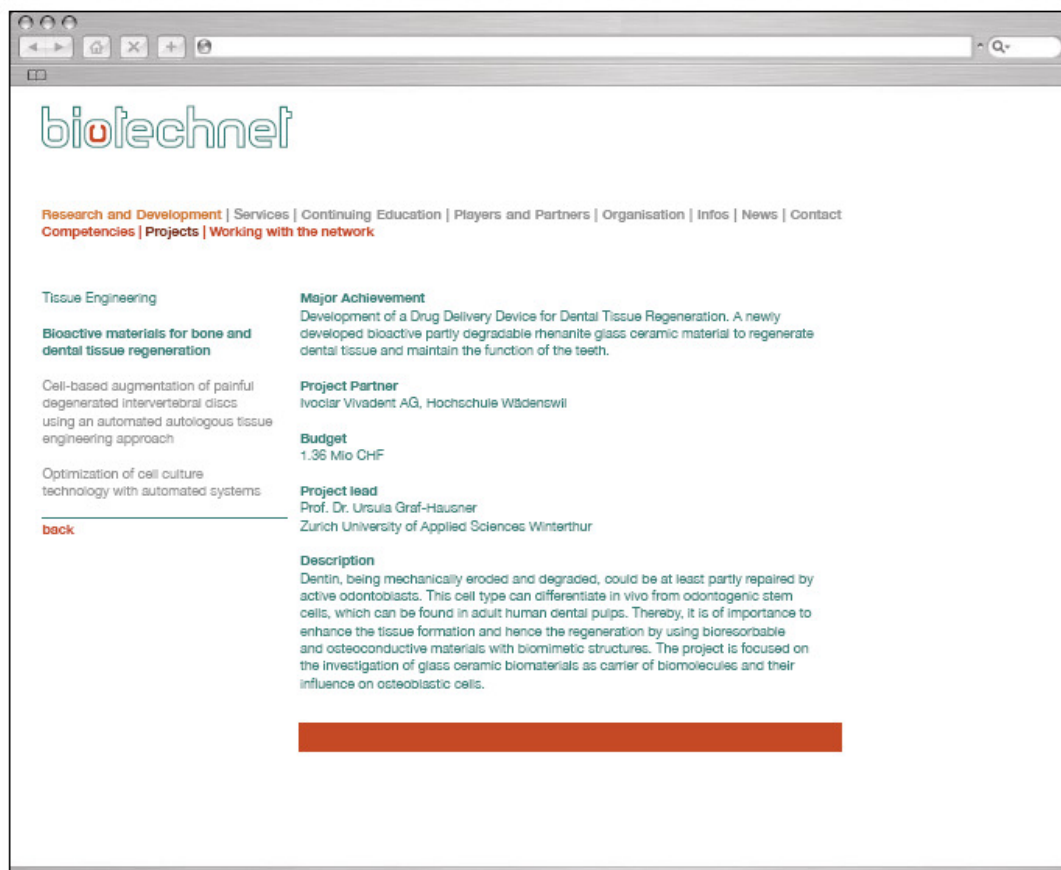 biotechnet
Research and Development | Services | Continuing Education | Players and Partners | Organisation | Infos | News | Contact
Competencies | Projects | Working with the network
Tissue Engineering
Bioactive materials for bone and
dental tissue regeneration
Cell-based augmentation of painful
degenerated intervertebral discs
using an automated autologous tissue
engineering approach
Optimization of cell culture
technology with automated systems
back
Major Achievement
Development of a Drug Delivery Device for Dental Tissue Regeneration. A newly
developed bioactive partly degradable rhenanite glass ceramic material to regenerate
dental tissue and maintain the function of the teeth.
Project Partner
Ivoclar Vivadent AG, Hochschule Wädenswil
Budget
1.36 Mio CHF
Project lead
Prof. Dr. Ursula Graf-Hausner
Zurich University of Applied Sciences Winterthur
Description
Dentin, being mechanically eroded and degraded, could be at least partly repaired by
active odontoblasts. This cell type can differentiate in vivo from odontogenic stem
cells, which can be found in adult human dental pulps. Thereby, it is of importance to
enhance the tissue formation and hence the regeneration by using bioresorbable
and osteoconductive materials with biomimetic structures. The project is focused on
the investigation of glass ceramic biomaterials as carrier of biomolecules and their
influence on osteoblastic cells.